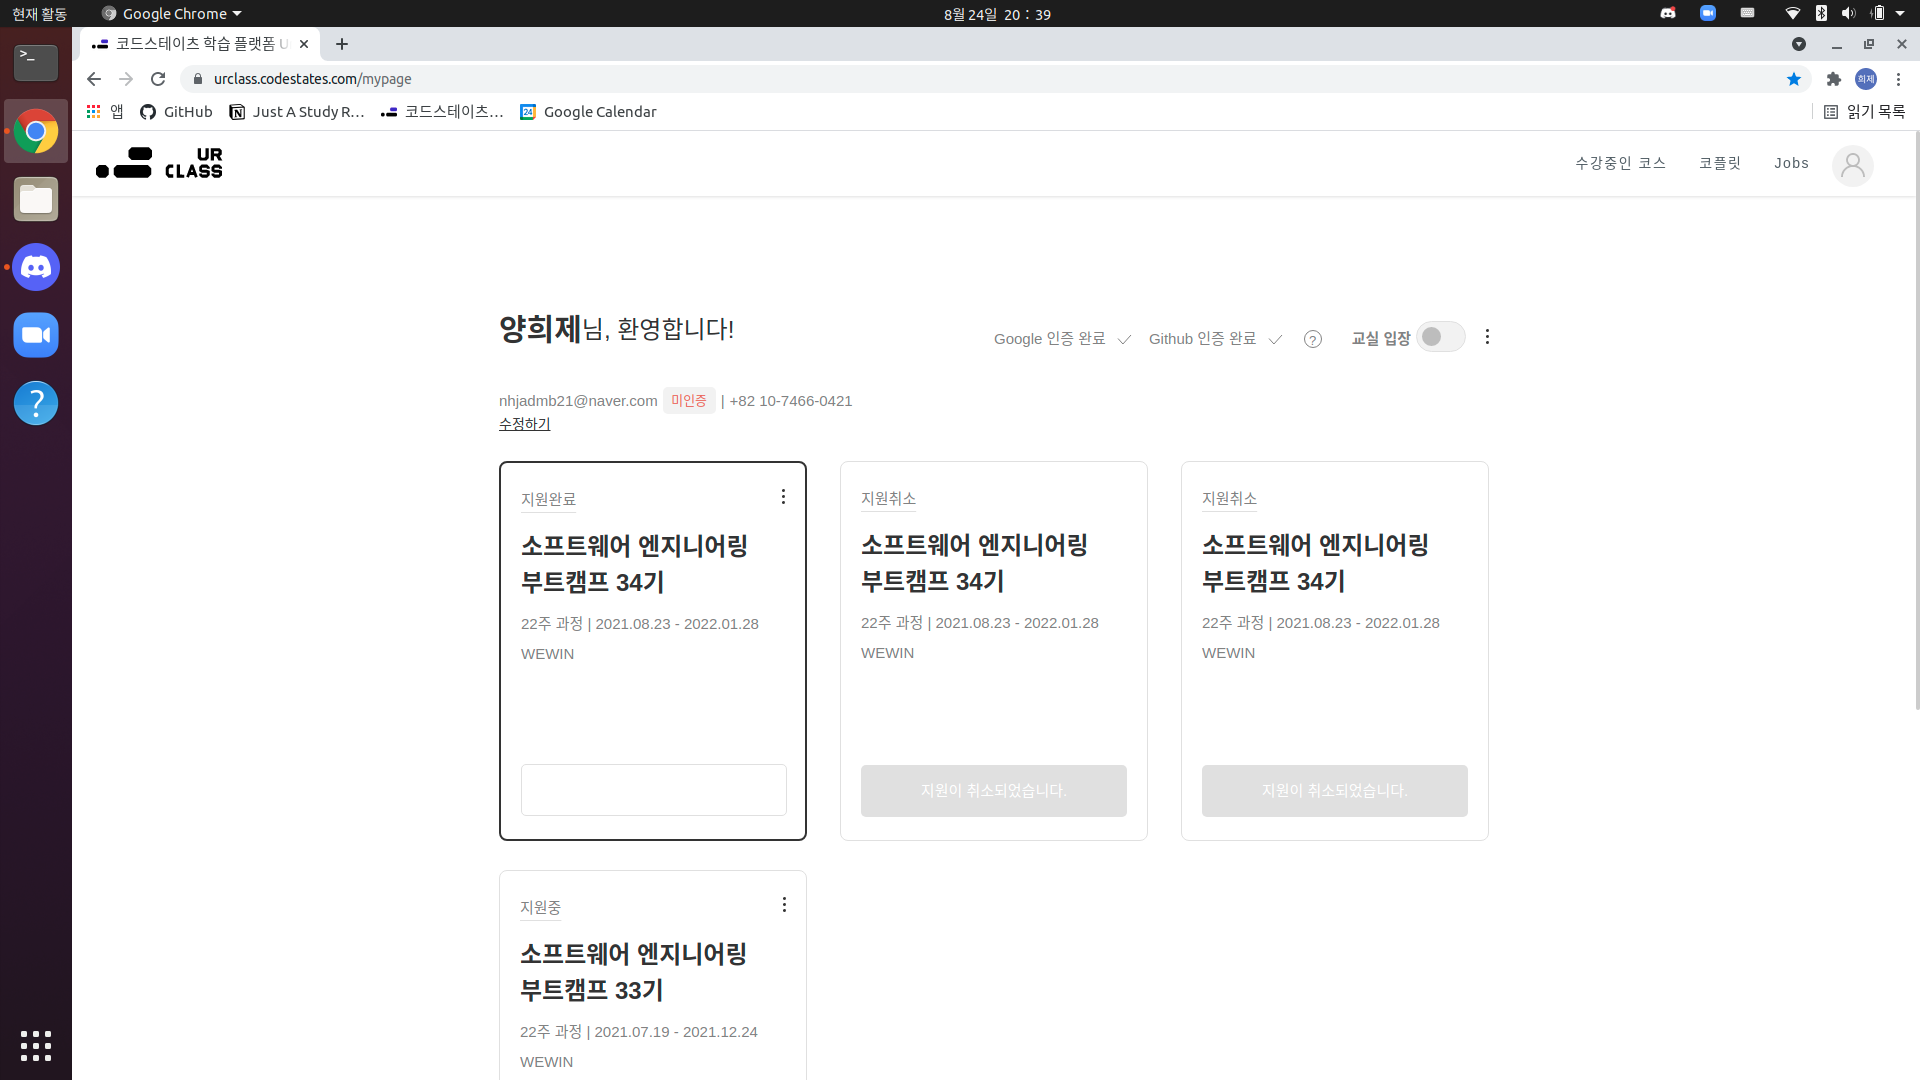 현재 활동
Google Chrome
8월 24일 20 : 39
코드스테이츠 학습 플랫폼 U
urclass.codestates.com/mypage
희제
앱
GitHub
Just A Study R...
코드스테이츠...
24
Google Calendar
읽기 목록
UR
CLASS
수강중인 코스
코플릿
Jobs
양희제님, 환영합니다!
Google 인증 완료
Github 인증 완료
?
교실 입장
nhjadmb21@naver.com 미인증 | +82 10-7466-0421
수정하기
지원완료
소프트웨어 엔지니어링
부트캠프 34기
22주 과정 | 2021.08.23 - 2022.01.28
WEWIN
지원취소
소프트웨어 엔지니어링
부트캠프 34기
22주 과정 | 2021.08.23 - 2022.01.28
WEWIN
지원이 취소되었습니다.
지원취소
소프트웨어 엔지니어링
부트캠프 34기
22주 과정 | 2021.08.23 - 2022.01.28
WEWIN
지원이 취소되었습니다.
지원중
소프트웨어 엔지니어링
부트캠프 33기
22주 과정 | 2021.07.19 - 2021.12.24
WEWIN